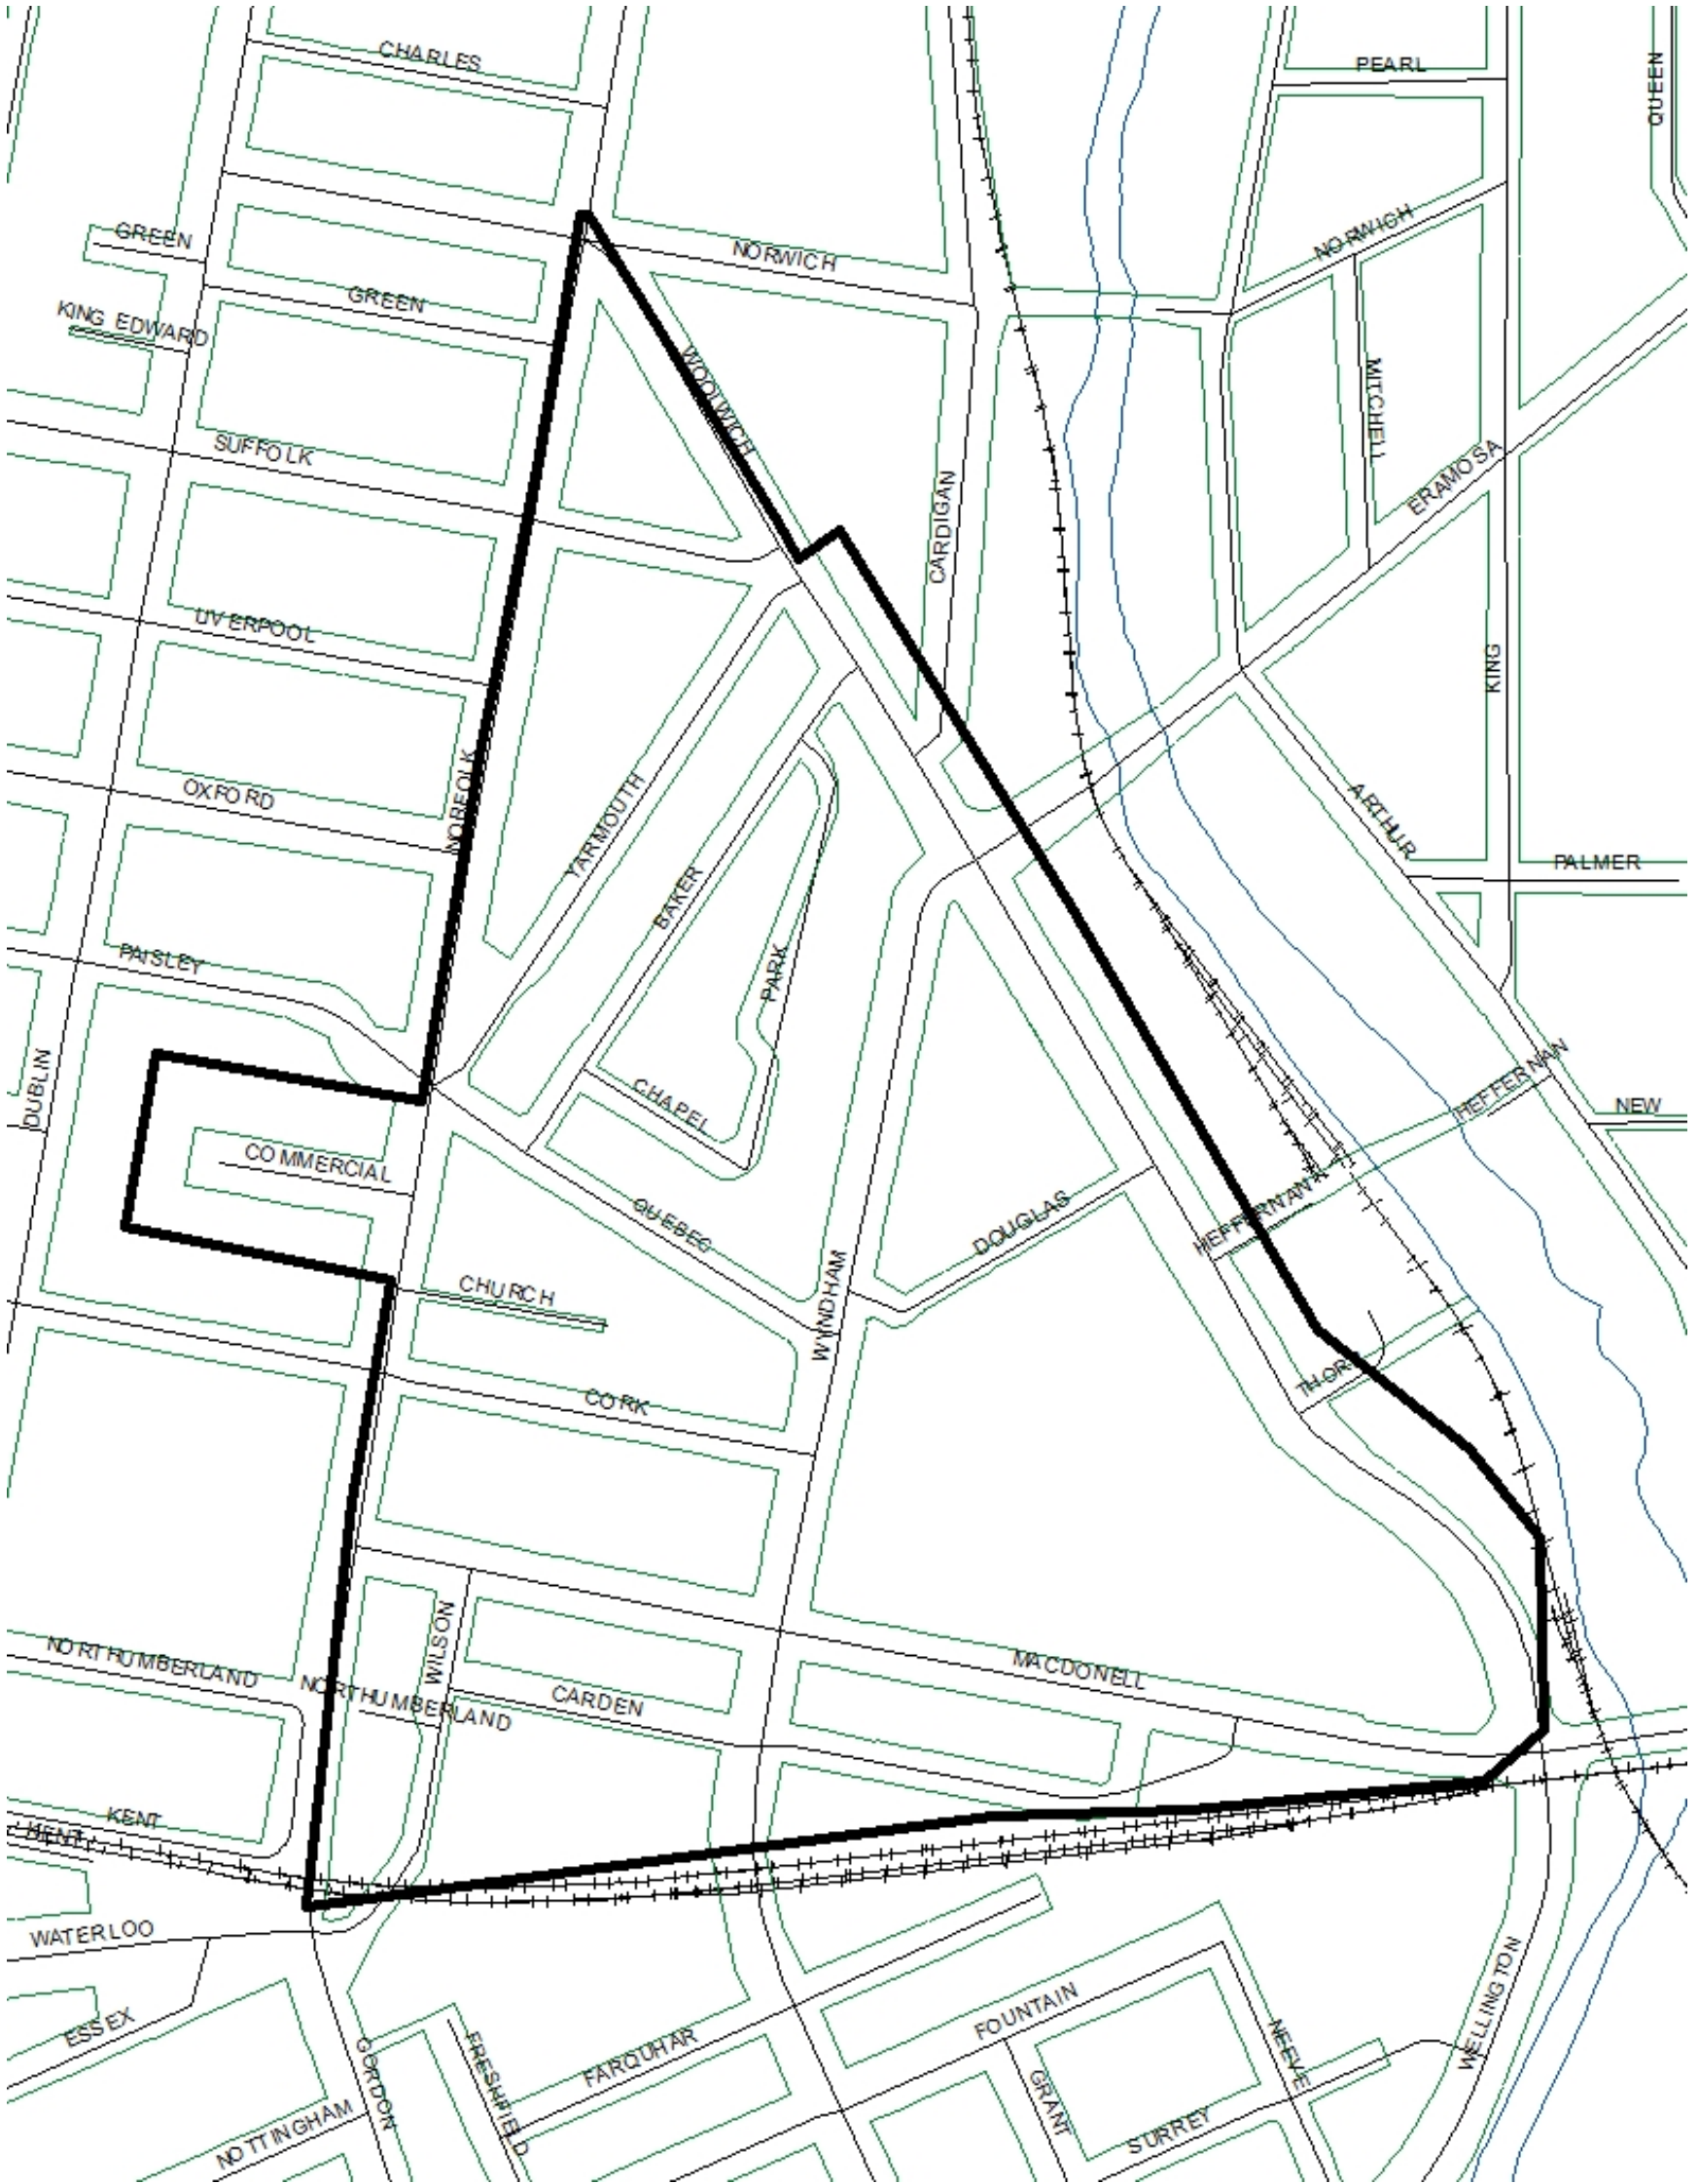 CHARLES
PEARL
QUEEN
GREEN
NORWICH
NORWICH
GREEN
KING EDWARD
WOOLWICH
MITCHELL
SUFFOLK
ERAMOSA
CARDIGAN
LIVERPOOL
KING
OXFORD
NORFOLK
YARMOUTH
ARTHUR
PALMER
BAKER
PAISLEY
PARK
DUBLIN
HEFFERNAN
CHAPEL
NEW
COMMERCIAL
QUEBEC
DOUGLAS
HEFFERNAN
CHURCH
WYNDHAM
THORP
CORK
WILSON
NORTHUMBERLAND
NORTHUMBERLAND
CARDEN
MACDONELL
KENT
KENT
WATERLOO
ESSEX
GORDON
FRESHFIELD
FARQUHAR
FOUNTAIN
NEEVE
WELLINGTON
GRANT
NOTTINGHAM
SURREY